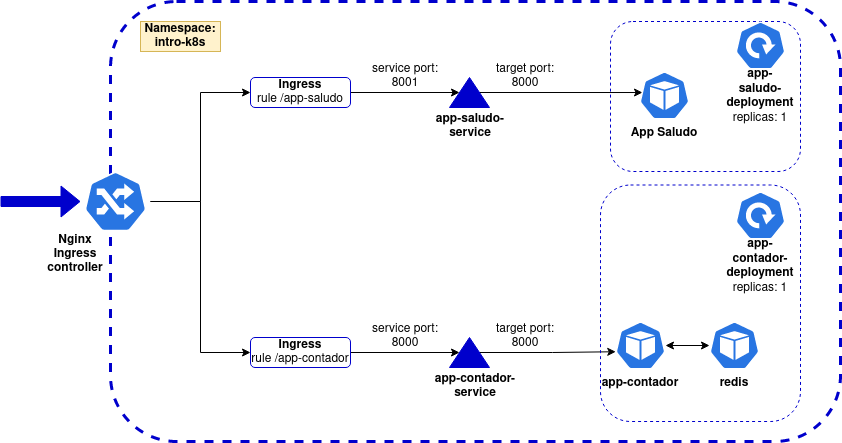 Namespace:
intro-k8s
Ingress
rule /app-saludo
service port:
8001
target port:
8000
app-saludo-
service
App Saludo
app-
saludo-
deployment
replicas: 1
Nginx
Ingress
controller
Ingress
rule /app-contador
service port:
8000
target port:
8000
app-contador-
service
app-
contador-
deployment
replicas: 1
app-contador
redis